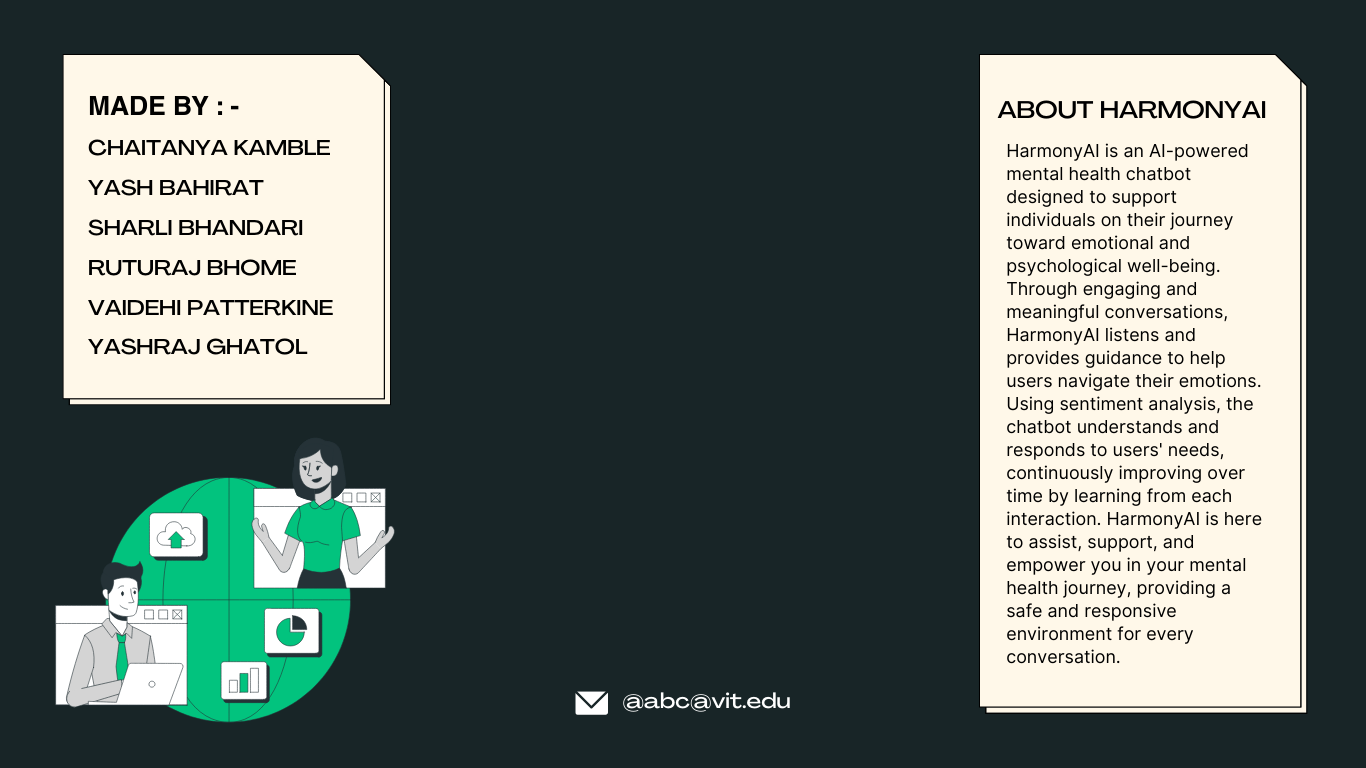 MADE BY : -
CHAITANYA KAMBLE
YASH BAHIRAT
SHARLI BHANDARI
RUTURAJ BHOME
VAIDEHI PATTERKINE
YASHRAJ GHATOL
ABOUT HARMONYAI
HarmonyAI is an AI-powered
mental health chatbot
designed to support
individuals on their journey
toward emotional and
psychological well-being.
Through engaging and
meaningful conversations,
HarmonyAI listens and
provides guidance to help
users navigate their emotions.
Using sentiment analysis, the
chatbot understands and
responds to users' needs,
continuously improving over
time by learning from each
interaction. HarmonyAI is here
to assist, support, and
empower you in your mental
health journey, providing a
safe and responsive
environment for every
conversation.
@abc@vit.edu